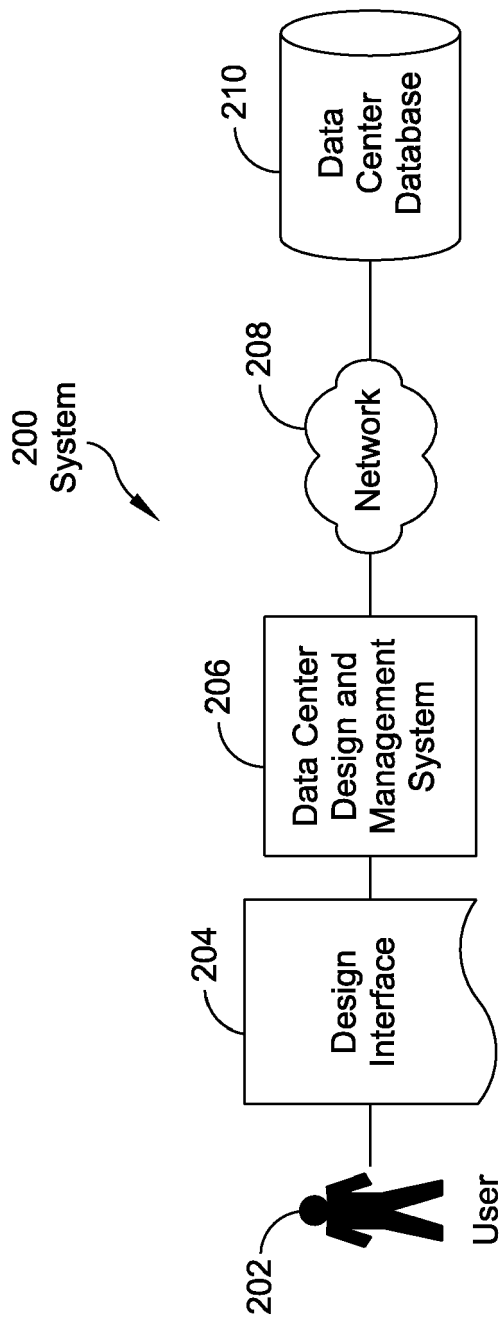 200
System
202
User
204
Design
Interface
206
Data Center
Design and
Management
System
208
Network
210
Data
Center
Database